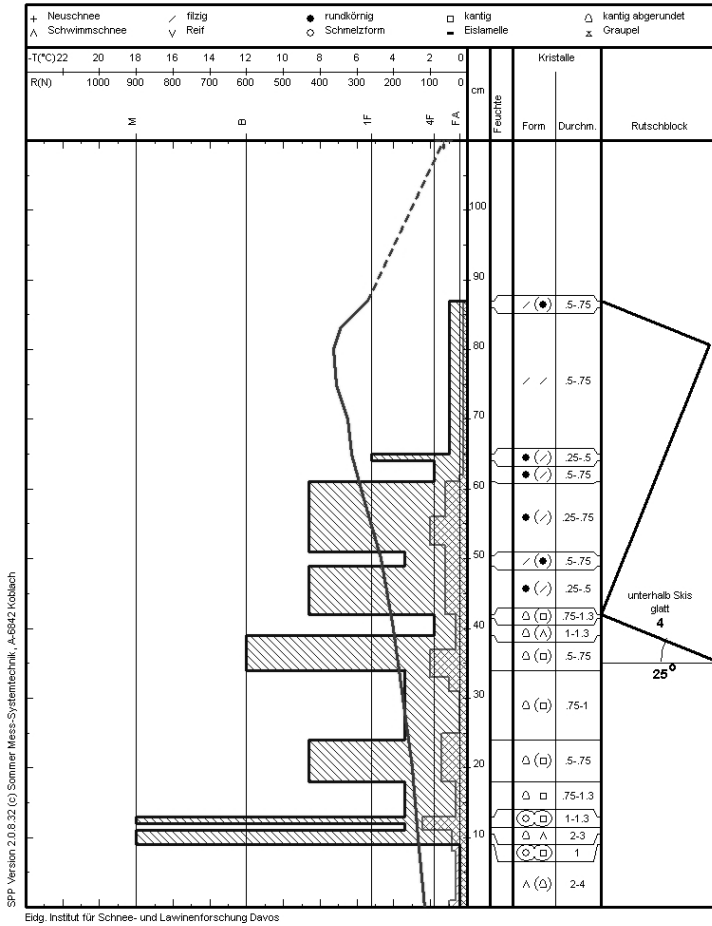 + Neuschnee / filzig ● rundkörnig □ kantig kantig abgerundet
∧ Schwimmschnee ∨ Reif ○ Schmelzform - Eislamelle Graupel
-T(°C) 22 20 18 16 14 12 10 8 6 4 2 0
R(N) 1000 900 800 700 600 500 400 300 200 100 0
cm
Feuchte
Kristalle
Form Durchm. Rutschblock
M B 1F 4F F A
100
90
/ (●) .5-.75
80
/ / .5-.75
70
● (/) .25-.5
● (/) .5-.75
60
● (/) .25-.75
50
/ (●) .5-.75
● (/) .25-.5
unterhalb Skis
glatt
4
25°
40
(□) .75-1.3
(∧) 1-1.3
(□) .5-.75
30
(□) .75-1
20
(□) .5-.75
□ .75-1.3
10
(○)(□) 1-1.3
∧ 2-3
(○)(□) 1
∧ 2-4
SPP Version 2.0.8.32 (c) Sommer Mess-Systemtechnik, A-6842 Koblach
Eidg. Institut für Schnee- und Lawinenforschung Davos